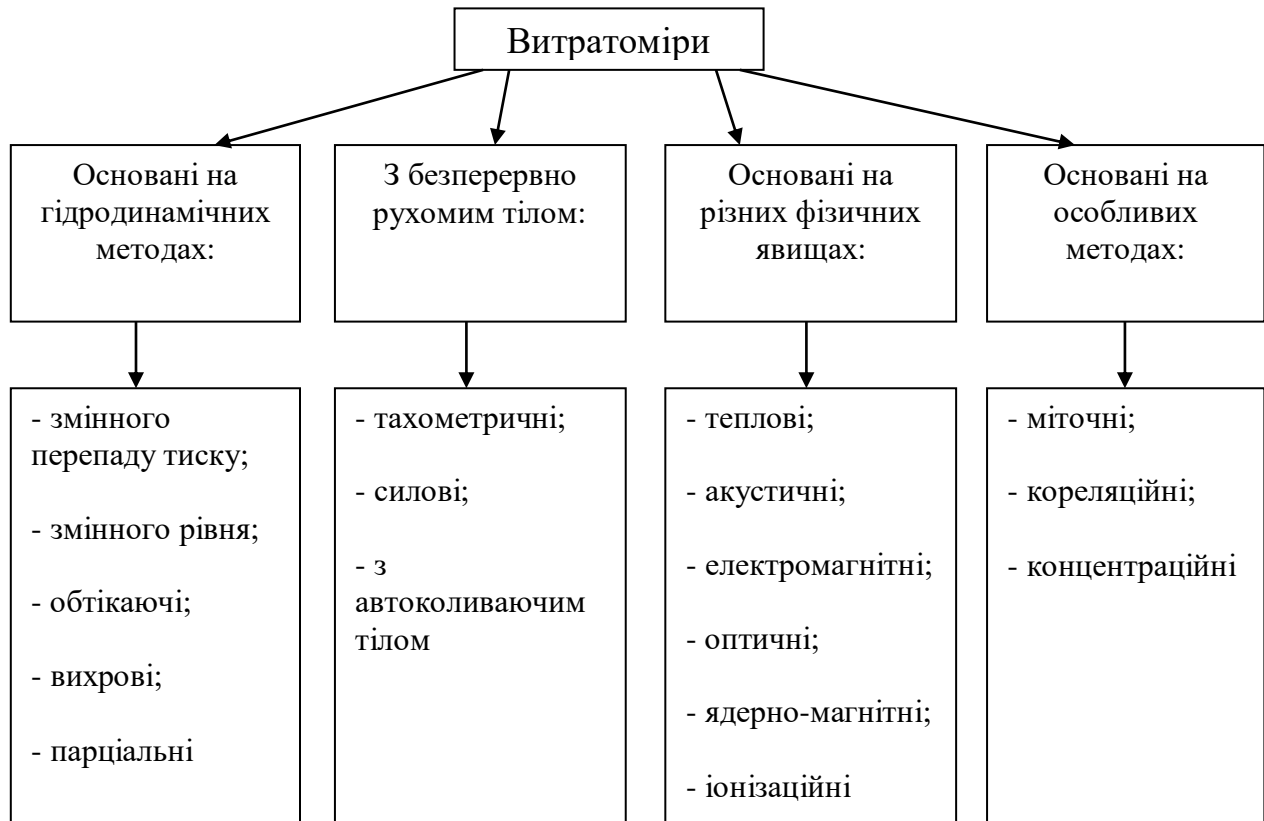 Витратоміри
Основані на
гідродинамічних
методах:
З безперервно
рухомим тілом:
Основані на
різних фізичних
явищах:
Основані на
особливих
методах:
- змінного
перепаду тиску;
- змінного рівня;
- обтікаючі;
- вихрові;
- парціальні
- тахометричні;
- силові;
- з
автоколиваючим
тілом
- теплові;
- акустичні;
- електромагнітні;
- оптичні;
- ядерно-магнітні;
- іонізаційні
- міточні;
- кореляційні;
- концентраційні